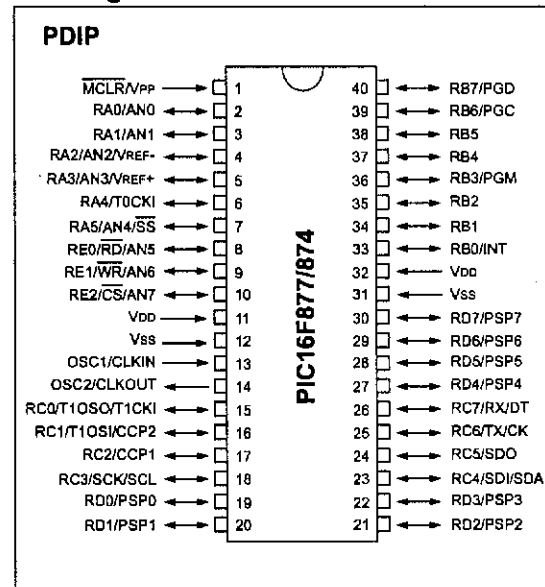 PDIP
MCLR/VPP 1 40 RB7/PGD
RA0/AN0 2 39 RB6/PGC
RA1/AN1 3 38 RB5
RA2/AN2/VREF- 4 37 RB4
RA3/AN3/VREF+ 5 36 RB3/PGM
RA4/T0CKI 6 35 RB2
RA5/AN4/SS 7 34 RB1
RE0/RD/AN5 8 33 RB0/INT
RE1/WR/AN6 9 32 VDD
RE2/CS/AN7 10 31 VSS
VDD 11 30 RD7/PSP7
VSS 12 29 RD6/PSP6
OSC1/CLKIN 13 28 RD5/PSP5
OSC2/CLKOUT 14 27 RD4/PSP4
RC0/T1OSO/T1CKI 15 26 RC7/RX/DT
RC1/T1OSI/CCP2 16 25 RC6/TX/CK
RC2/CCP1 17 24 RC5/SDO
RC3/SCK/SCL 18 23 RC4/SDI/SDA
RD0/PSP0 19 22 RD3/PSP3
RD1/PSP1 20 21 RD2/PSP2
PIC16F877/874